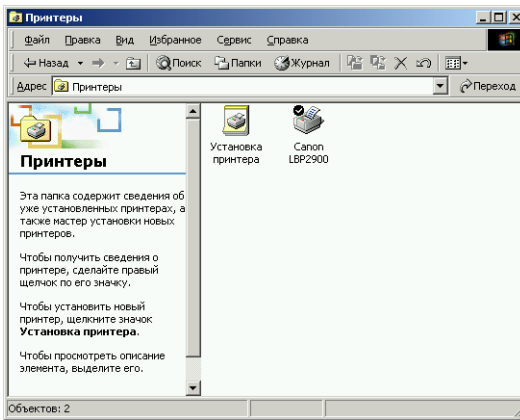 Принтеры
Файл Правка Вид Избранное Сервис Справка
Назад Поиск Папки Журнал
Адрес Принтеры Переход
Принтеры
Эта папка содержит сведения об
уже установленных принтерах, а
также мастер установки новых
принтеров.
Чтобы получить сведения о
принтере, сделайте правый
щелчок по его значку.
Чтобы установить новый
принтер, щелкните значок
Установка принтера.
Чтобы просмотреть описание
элемента, выделите его.
Установка
принтера
Canon
LBP2900
Объектов: 2